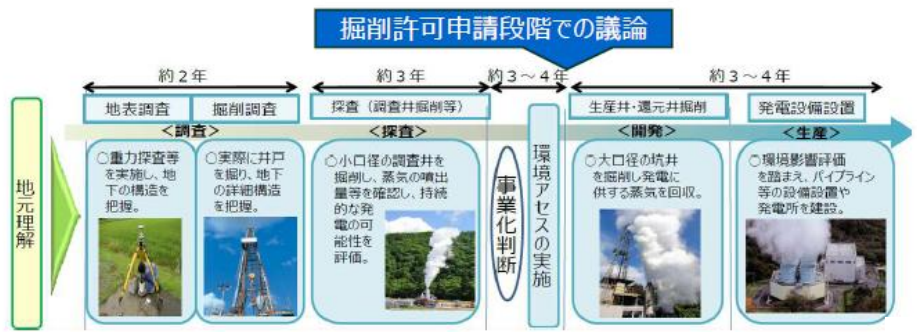 掘削許可申請段階での議論
約2年
約3年
約3~4年
約3~4年
地元理解
地表調査
掘削調査
探査(調査井掘削等)
生産井・還元井掘削
発電設備設置
<調査>
<探査>
<開発>
<生産>
○重力探査等
を実施し、地
下の構造を
把握。
○実際に井戸
を掘り、地下
の詳細構造
を把握。
○小口径の調査井を
掘削し、蒸気の噴出
量等を確認し、持続
的な発
電の可
能性を
評価。
事業化判断
環境アセスの実施
○大口径の坑井
を掘削し発電に
供する蒸気を回収。
○環境影響評価
を踏まえ、パイプライン
等の設備設置や
発電所を建設。